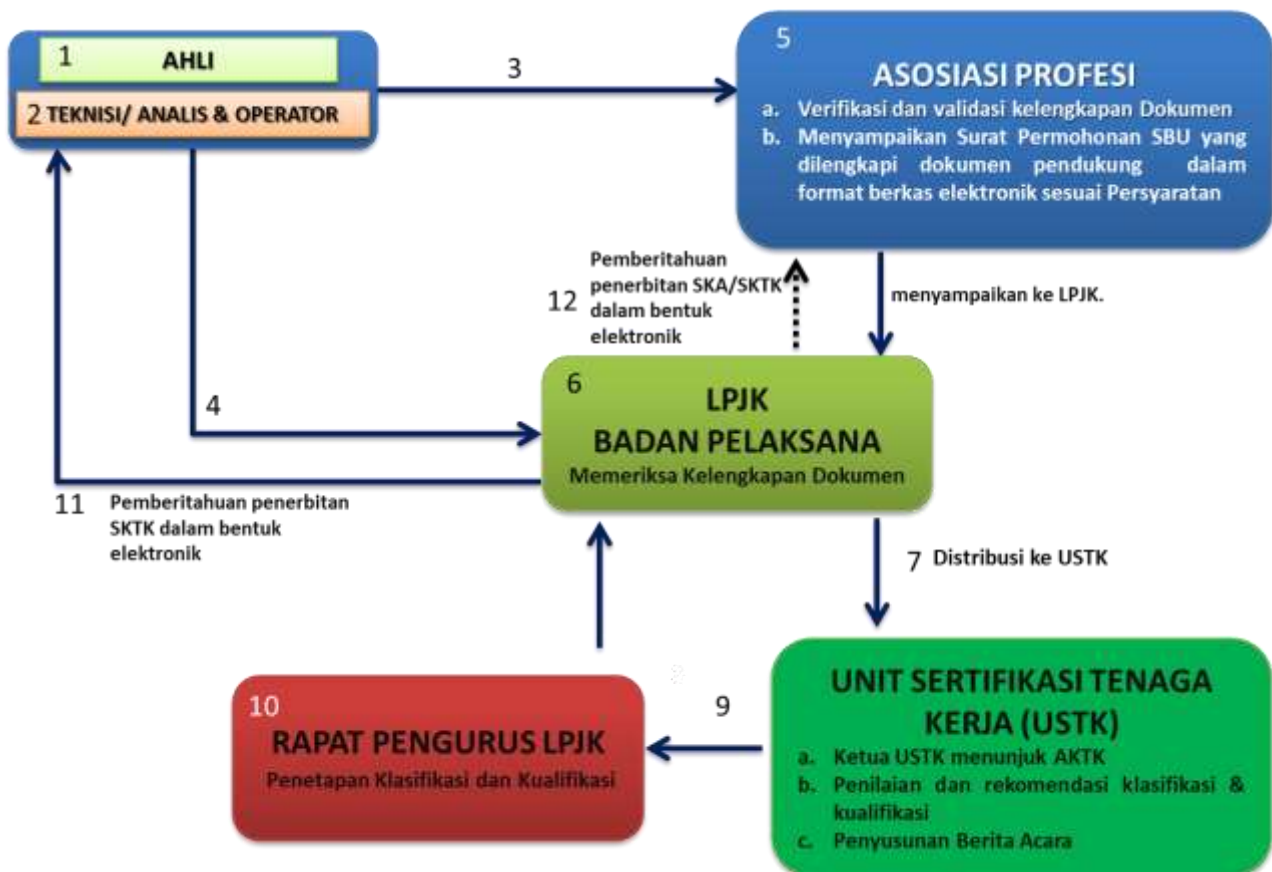 1 AHLI
2 TEKNISI/ ANALIS & OPERATOR
3
5
ASOSIASI PROFESI
a. Verifikasi dan validasi kelengkapan Dokumen
b. Menyampaikan Surat Permohonan SBU yang
dilengkapi dokumen pendukung dalam
format berkas elektronik sesuai Persyaratan
12
Pemberitahuan
penerbitan SKA/SKTK
dalam bentuk
elektronik
menyampaikan ke LPJK.
4
6
LPJK
BADAN PELAKSANA
Memeriksa Kelengkapan Dokumen
11
Pemberitahuan penerbitan
SKTK dalam bentuk
elektronik
7 Distribusi ke USTK
UNIT SERTIFIKASI TENAGA
KERJA (USTK)
a. Ketua USTK menunjuk AKTK
b. Penilaian dan rekomendasi klasifikasi &
kualifikasi
c. Penyusunan Berita Acara
9
10
RAPAT PENGURUS LPJK
Penetapan Klasifikasi dan Kualifikasi